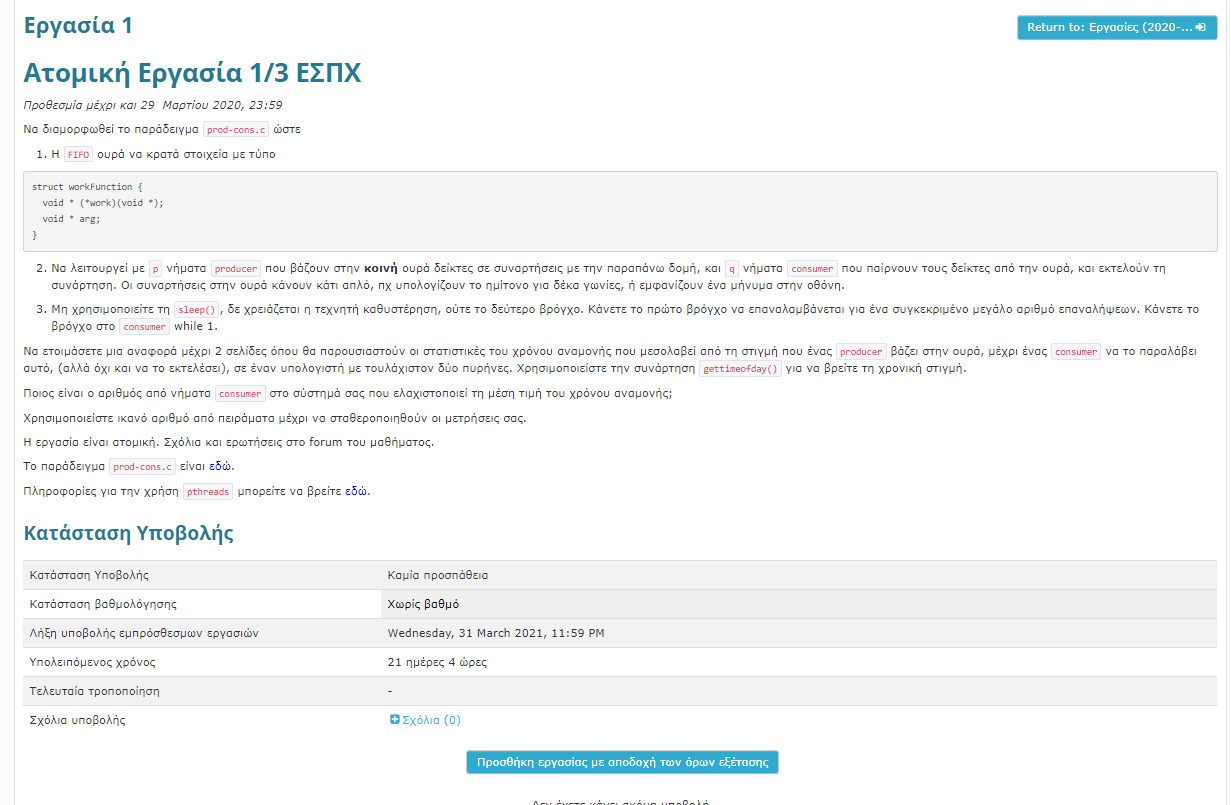 Εργασία 1
Return to: Εργασίες (2020-...
Ατομική Εργασία 1/3 ΕΣΠΧ
Προθεσμία μέχρι και 29 Μαρτίου 2020, 23:59
Να διαμορφωθεί το παράδειγμα prod-cons.c ώστε
1. Η FIFO ουρά να κρατά στοιχεία με τύπο
struct workFunction {
void * (*work)(void *);
void * arg;
}
2. Να λειτουργεί με p νήματα producer που βάζουν στην κοινή ουρά δείκτες σε συναρτήσεις με την παραπάνω δομή, και q νήματα consumer που παίρνουν τους δείκτες από την ουρά, και εκτελούν τη
συνάρτηση. Οι συναρτήσεις στην ουρά κάνουν κάτι απλό, πχ υπολογίζουν το ημίτονο για δέκα γωνίες, ή εμφανίζουν ένα μήνυμα στην οθόνη.
3. Μη χρησιμοποιείτε τη sleep(), δε χρειάζεται η τεχνητή καθυστέρηση, ούτε το δεύτερο βρόγχο. Κάνετε το πρώτο βρόγχο να επαναλαμβάνεται για ένα συγκεκριμένο μεγάλο αριθμό επαναλήψεων. Κάνετε το
βρόγχο στο consumer while 1.
Να ετοιμάσετε μια αναφορά μέχρι 2 σελίδες όπου θα παρουσιαστούν οι στατιστικές του χρόνου αναμονής που μεσολαβεί από τη στιγμή που ένας producer βάζει στην ουρά, μέχρι ένας consumer να το παραλάβει
αυτό, (αλλά όχι και να το εκτελέσει), σε έναν υπολογιστή με τουλάχιστον δύο πυρήνες. Χρησιμοποιείστε την συνάρτηση gettimeofday() για να βρείτε τη χρονική στιγμή.
Ποιος είναι ο αριθμός από νήματα consumer στο σύστημά σας που ελαχιστοποιεί τη μέση τιμή του χρόνου αναμονής;
Χρησιμοποιείστε ικανό αριθμό από πειράματα μέχρι να σταθεροποιηθούν οι μετρήσεις σας.
Η εργασία είναι ατομική. Σχόλια και ερωτήσεις στο forum του μαθήματος.
Το παράδειγμα prod-cons.c είναι εδώ.
Πληροφορίες για την χρήση pthreads μπορείτε να βρείτε εδώ.
Κατάσταση Υποβολής
Κατάσταση Υποβολής Καμία προσπάθεια
Κατάσταση βαθμολόγησης Χωρίς βαθμό
Λήξη υποβολής εμπρόσθεσμων εργασιών Wednesday, 31 March 2021, 11:59 PM
Υπολειπόμενος χρόνος 21 ημέρες 4 ώρες
Τελευταία τροποποίηση -
Σχόλια υποβολής Σχόλια (0)
Προσθήκη εργασίας με αποδοχή των όρων εξέτασης
Δεν έχετε κάνει ακόμη υποβολή